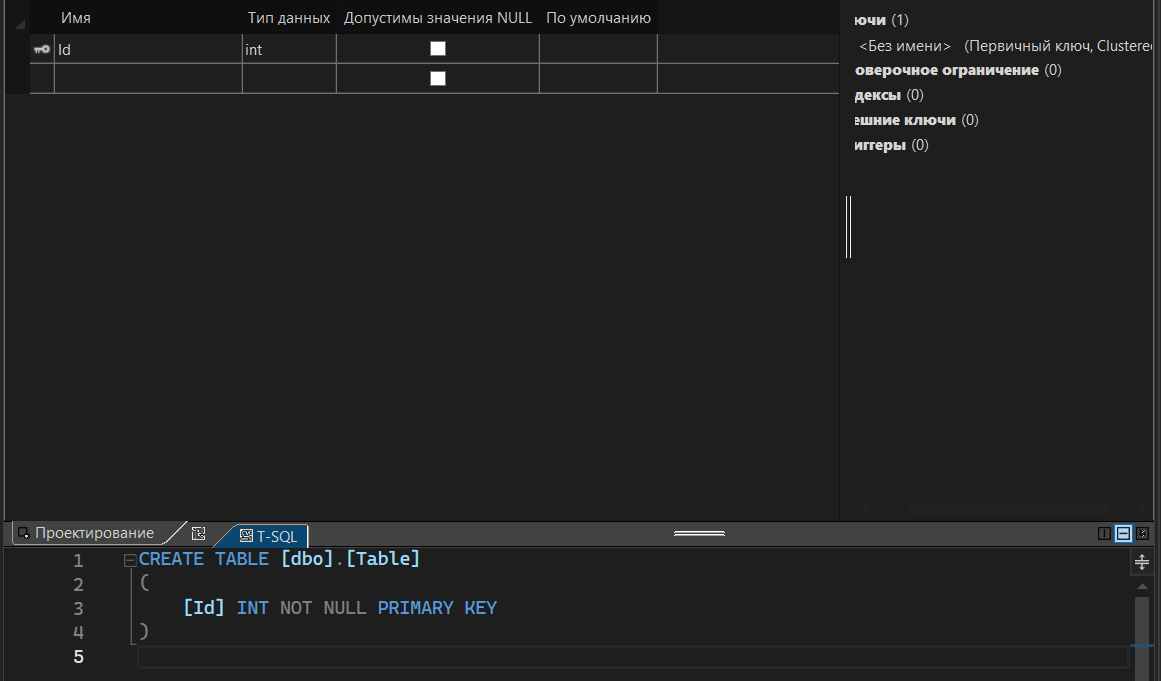 Имя Тип данных Допустимы значения NULL По умолчанию
Id int
ючи (1)
<Без имени> (Первичный ключ, Clustere
оверочное ограничение (0)
дексы (0)
ешние ключи (0)
иггеры (0)
Проектирование T-SQL
1 CREATE TABLE [dbo].[Table]
2 (
3 [Id] INT NOT NULL PRIMARY KEY
4 )
5